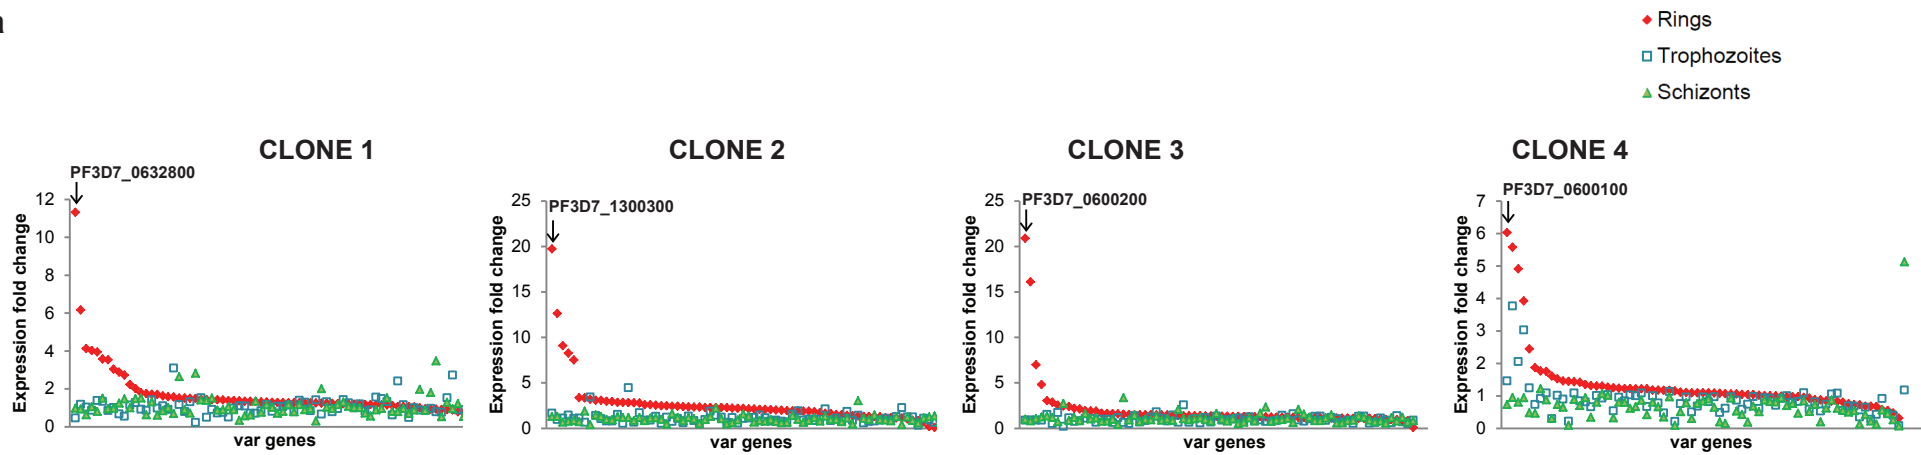 a
Rings
Trophozoites
Schizonts
CLONE 1
PF3D7_0632800
Expression fold change
12
10
8
6
4
2
0
var genes
CLONE 2
PF3D7_1300300
Expression fold change
25
20
15
10
5
0
var genes
CLONE 3
PF3D7_0600200
Expression fold change
25
20
15
10
5
0
var genes
CLONE 4
PF3D7_0600100
Expression fold change
7
6
5
4
3
2
1
0
var genes